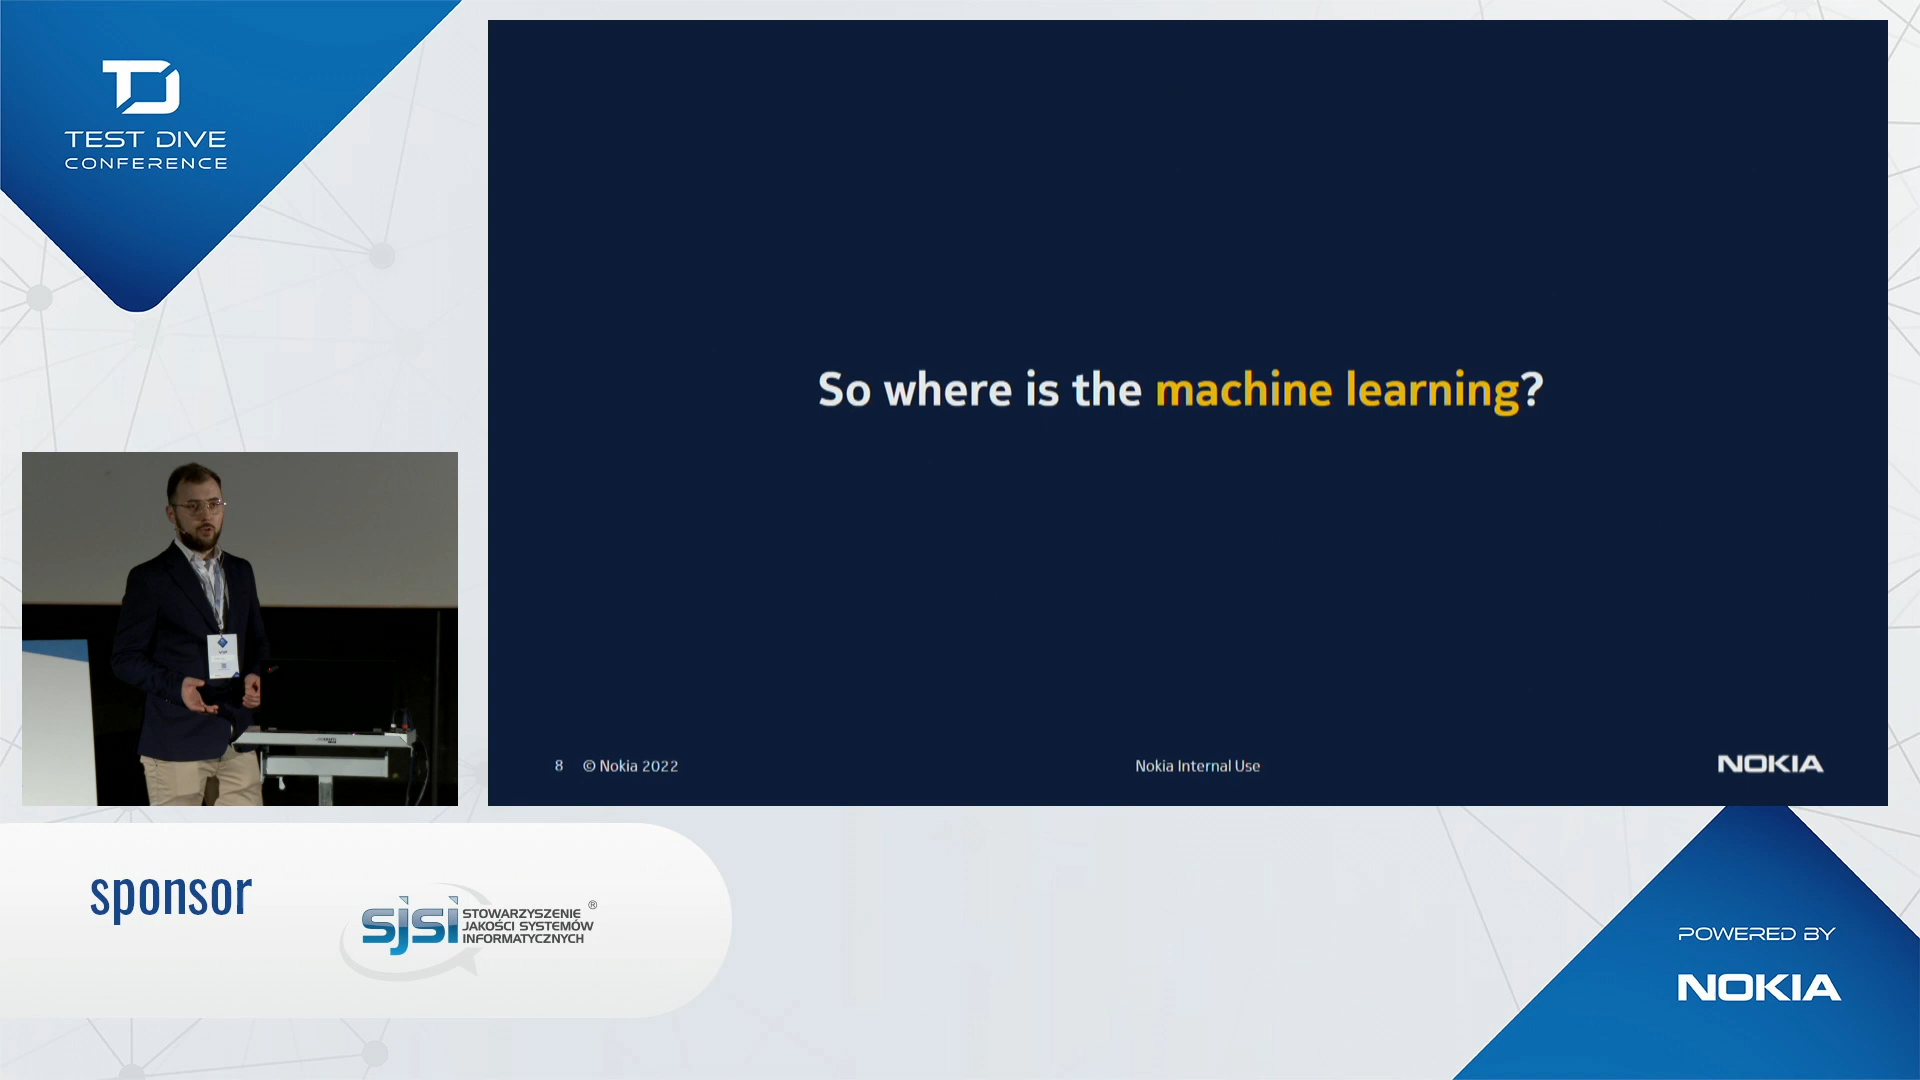 TEST DIVE
CONFERENCE
So where is the machine learning?
8 © Nokia 2022
Nokia Internal Use
NOKIA
sponsor
sjsi STOWARZYSZENIE ®
JAKOŚCI SYSTEMÓW
INFORMATYCZNYCH
POWERED BY
NOKIA